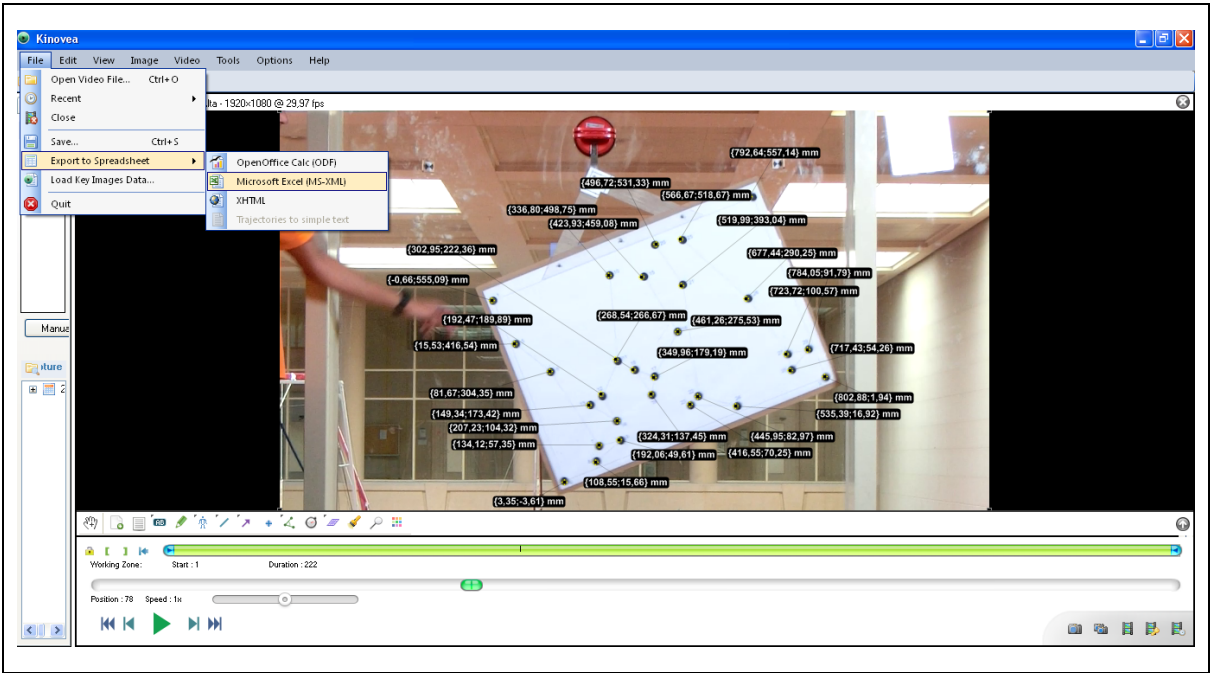 Kinovea
File Edit View Image Video Tools Options Help
Open Video File... Ctrl+O
Recent
Close
Save... Ctrl+S
Export to Spreadsheet
Load Key Images Data...
Quit
OpenOffice Calc (ODF)
Microsoft Excel (MS-XML)
XHTML
Trajectories to simple text
lta - 1920×1080 @ 29,97 fps
{792,64;557,14} mm
{496,72;531,33} mm
{566,67;518,67} mm
{336,80;498,75} mm
{519,99;393,04} mm
{423,93;459,08} mm
{302,95;222,36} mm
{677,44;290,25} mm
{-0,66;555,09} mm
{784,05;91,79} mm
{723,72;100,57} mm
{192,47;189,89} mm
{268,54;266,67} mm
{461,26;275,53} mm
{15,53;416,54} mm
{349,96;179,19} mm
{717,43;54,26} mm
{81,67;304,35} mm
{802,88;1,94} mm
{149,34;173,42} mm
{535,39;16,92} mm
{207,23;104,32} mm
{134,12;57,35} mm
{324,31;137,45} mm
{445,95;82,97} mm
{192,06;49,61} mm
{416,55;70,25} mm
{108,55;15,66} mm
{3,35;-3,61} mm
Manua
pture
2
Working Zone: Start : 1 Duration : 222
Position : 78 Speed : 1x